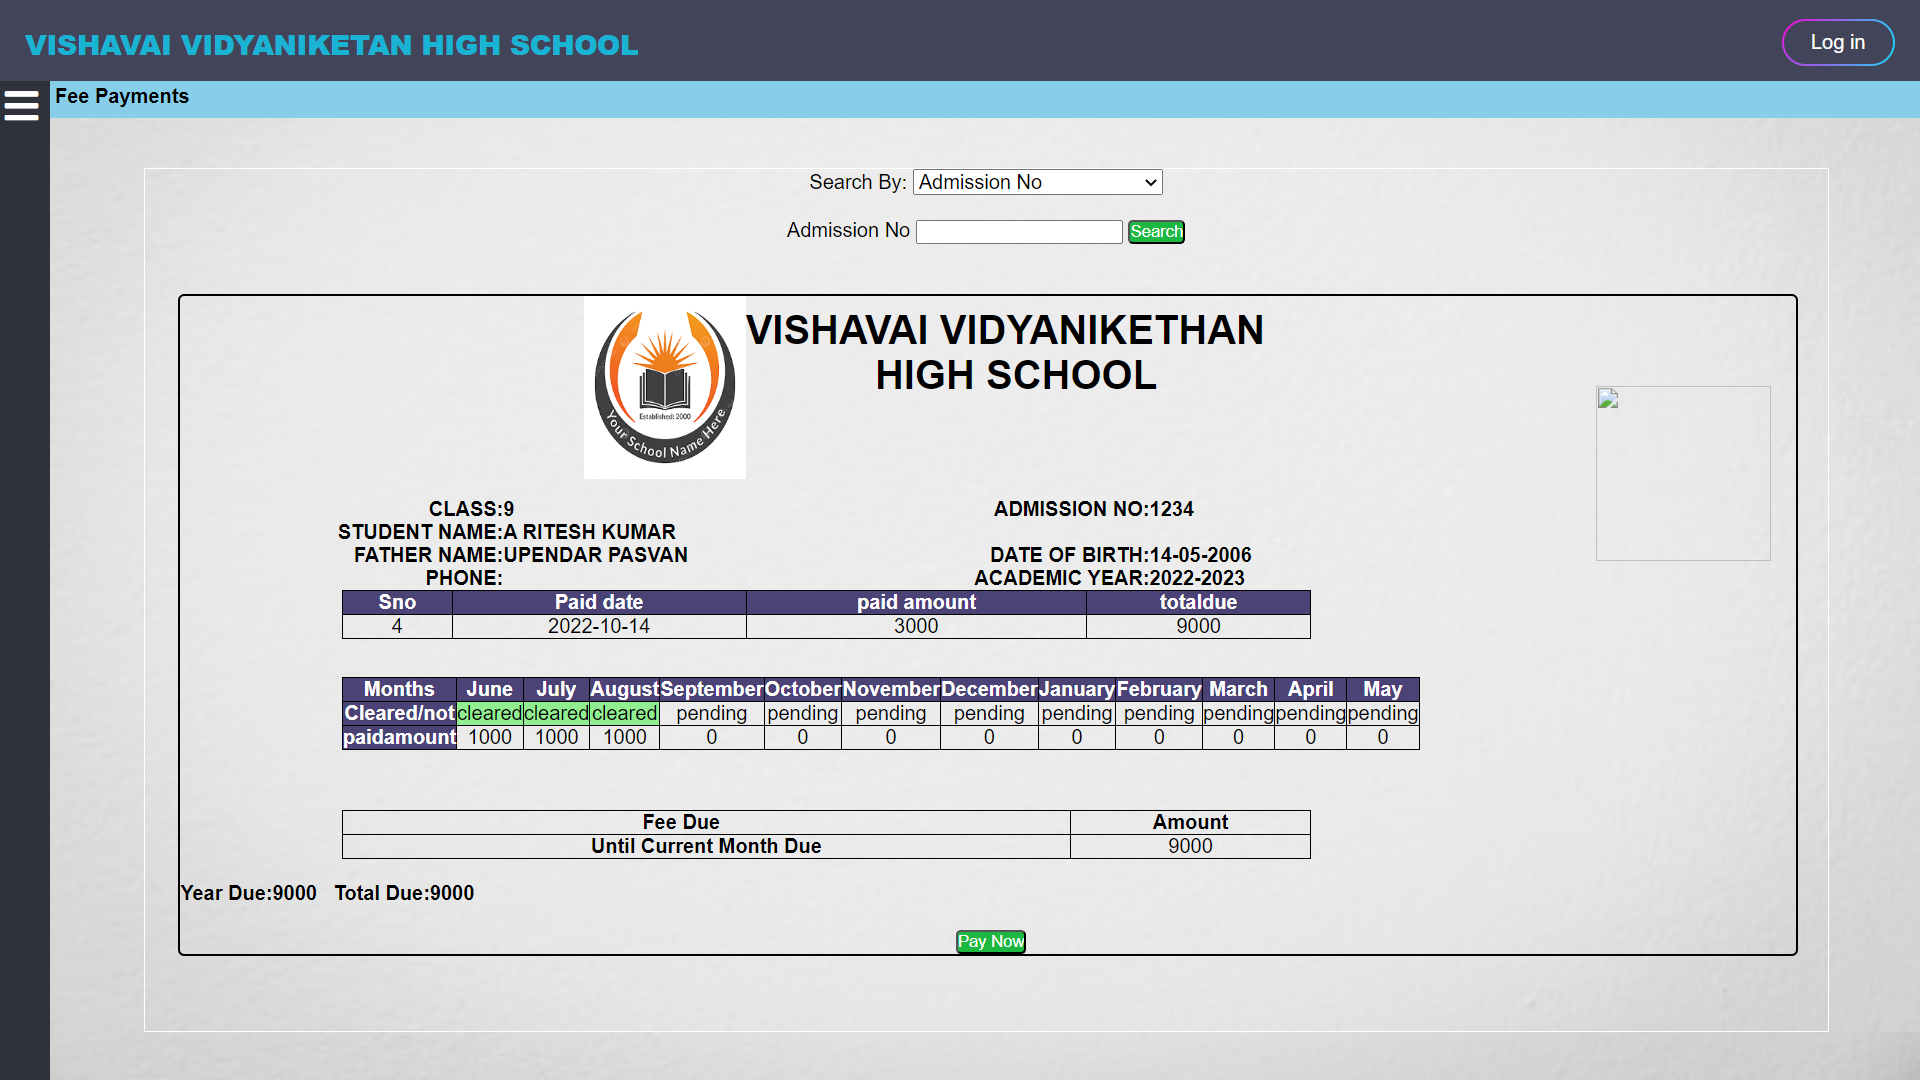 VISHAVAI VIDYANIKETAN HIGH SCHOOL
Log in
Fee Payments
Search By: Admission No
Admission No Search
VISHAVAI VIDYANIKETHAN
HIGH SCHOOL
Established: 2000
Your School Name Here
CLASS:9 ADMISSION NO:1234
STUDENT NAME:A RITESH KUMAR
FATHER NAME:UPENDAR PASVAN DATE OF BIRTH:14-05-2006
PHONE: ACADEMIC YEAR:2022-2023
Sno Paid date paid amount totaldue
4 2022-10-14 3000 9000
Months June July August September October November December January February March April May
Cleared/not cleared cleared cleared pending pending pending pending pending pending pending pending pending
paidamount 1000 1000 1000 0 0 0 0 0 0 0 0 0
Fee Due Amount
Until Current Month Due 9000
Year Due:9000 Total Due:9000
Pay Now